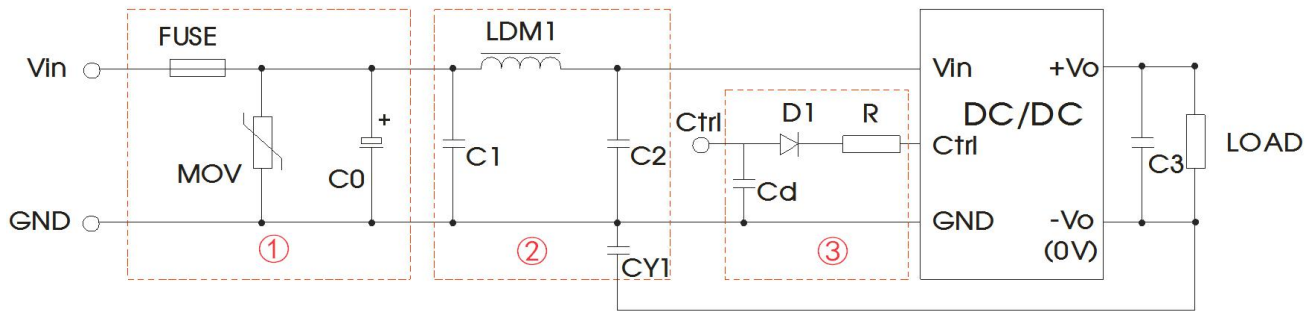 FUSE
LDM1
Vin
Vin
+Vo
D1
R
DC/DC
Ctrl
Ctrl
MOV
+
C0
C1
C2
Cd
C3
LOAD
GND
GND
-Vo
(0V)
①
②
③
CY1